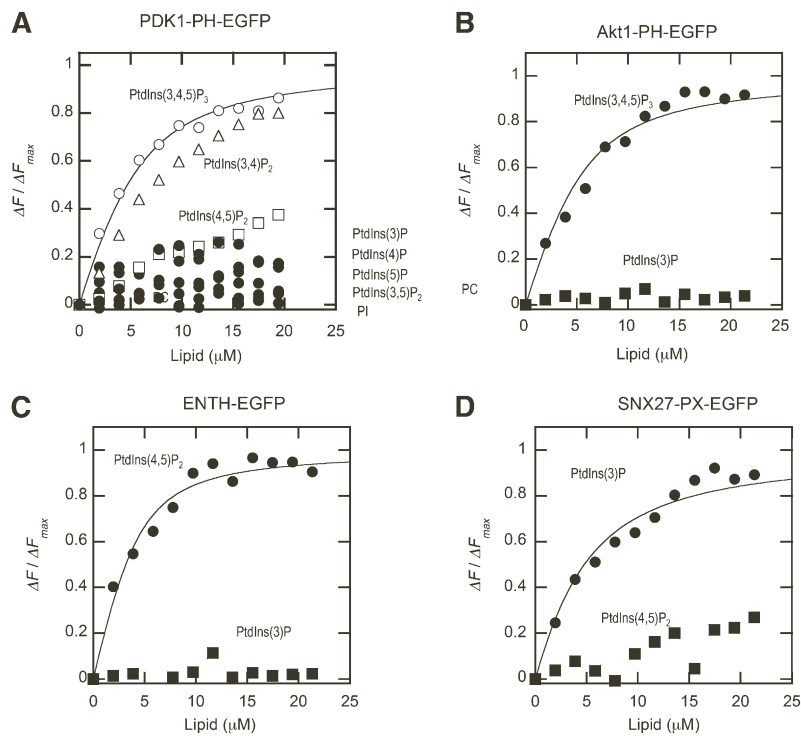 A
PDK1-PH-EGFP
ΔF / ΔFmax
1
0.8
0.6
0.4
0.2
0
PtdIns(3,4,5)P3
PtdIns(3,4)P2
PtdIns(4,5)P2
PtdIns(3)P
PtdIns(4)P
PtdIns(5)P
PtdIns(3,5)P2
PI
0 5 10 15 20 25
Lipid (μM)
B
Akt1-PH-EGFP
ΔF / ΔFmax
1
0.8
0.6
0.4
0.2
0
PtdIns(3,4,5)P3
PtdIns(3)P
PC
0 5 10 15 20 25
Lipid (μM)
C
ENTH-EGFP
ΔF / ΔFmax
1
0.8
0.6
0.4
0.2
0
PtdIns(4,5)P2
PtdIns(3)P
0 5 10 15 20 25
Lipid (μM)
D
SNX27-PX-EGFP
ΔF / ΔFmax
1
0.8
0.6
0.4
0.2
0
PtdIns(3)P
PtdIns(4,5)P2
0 5 10 15 20 25
Lipid (μM)